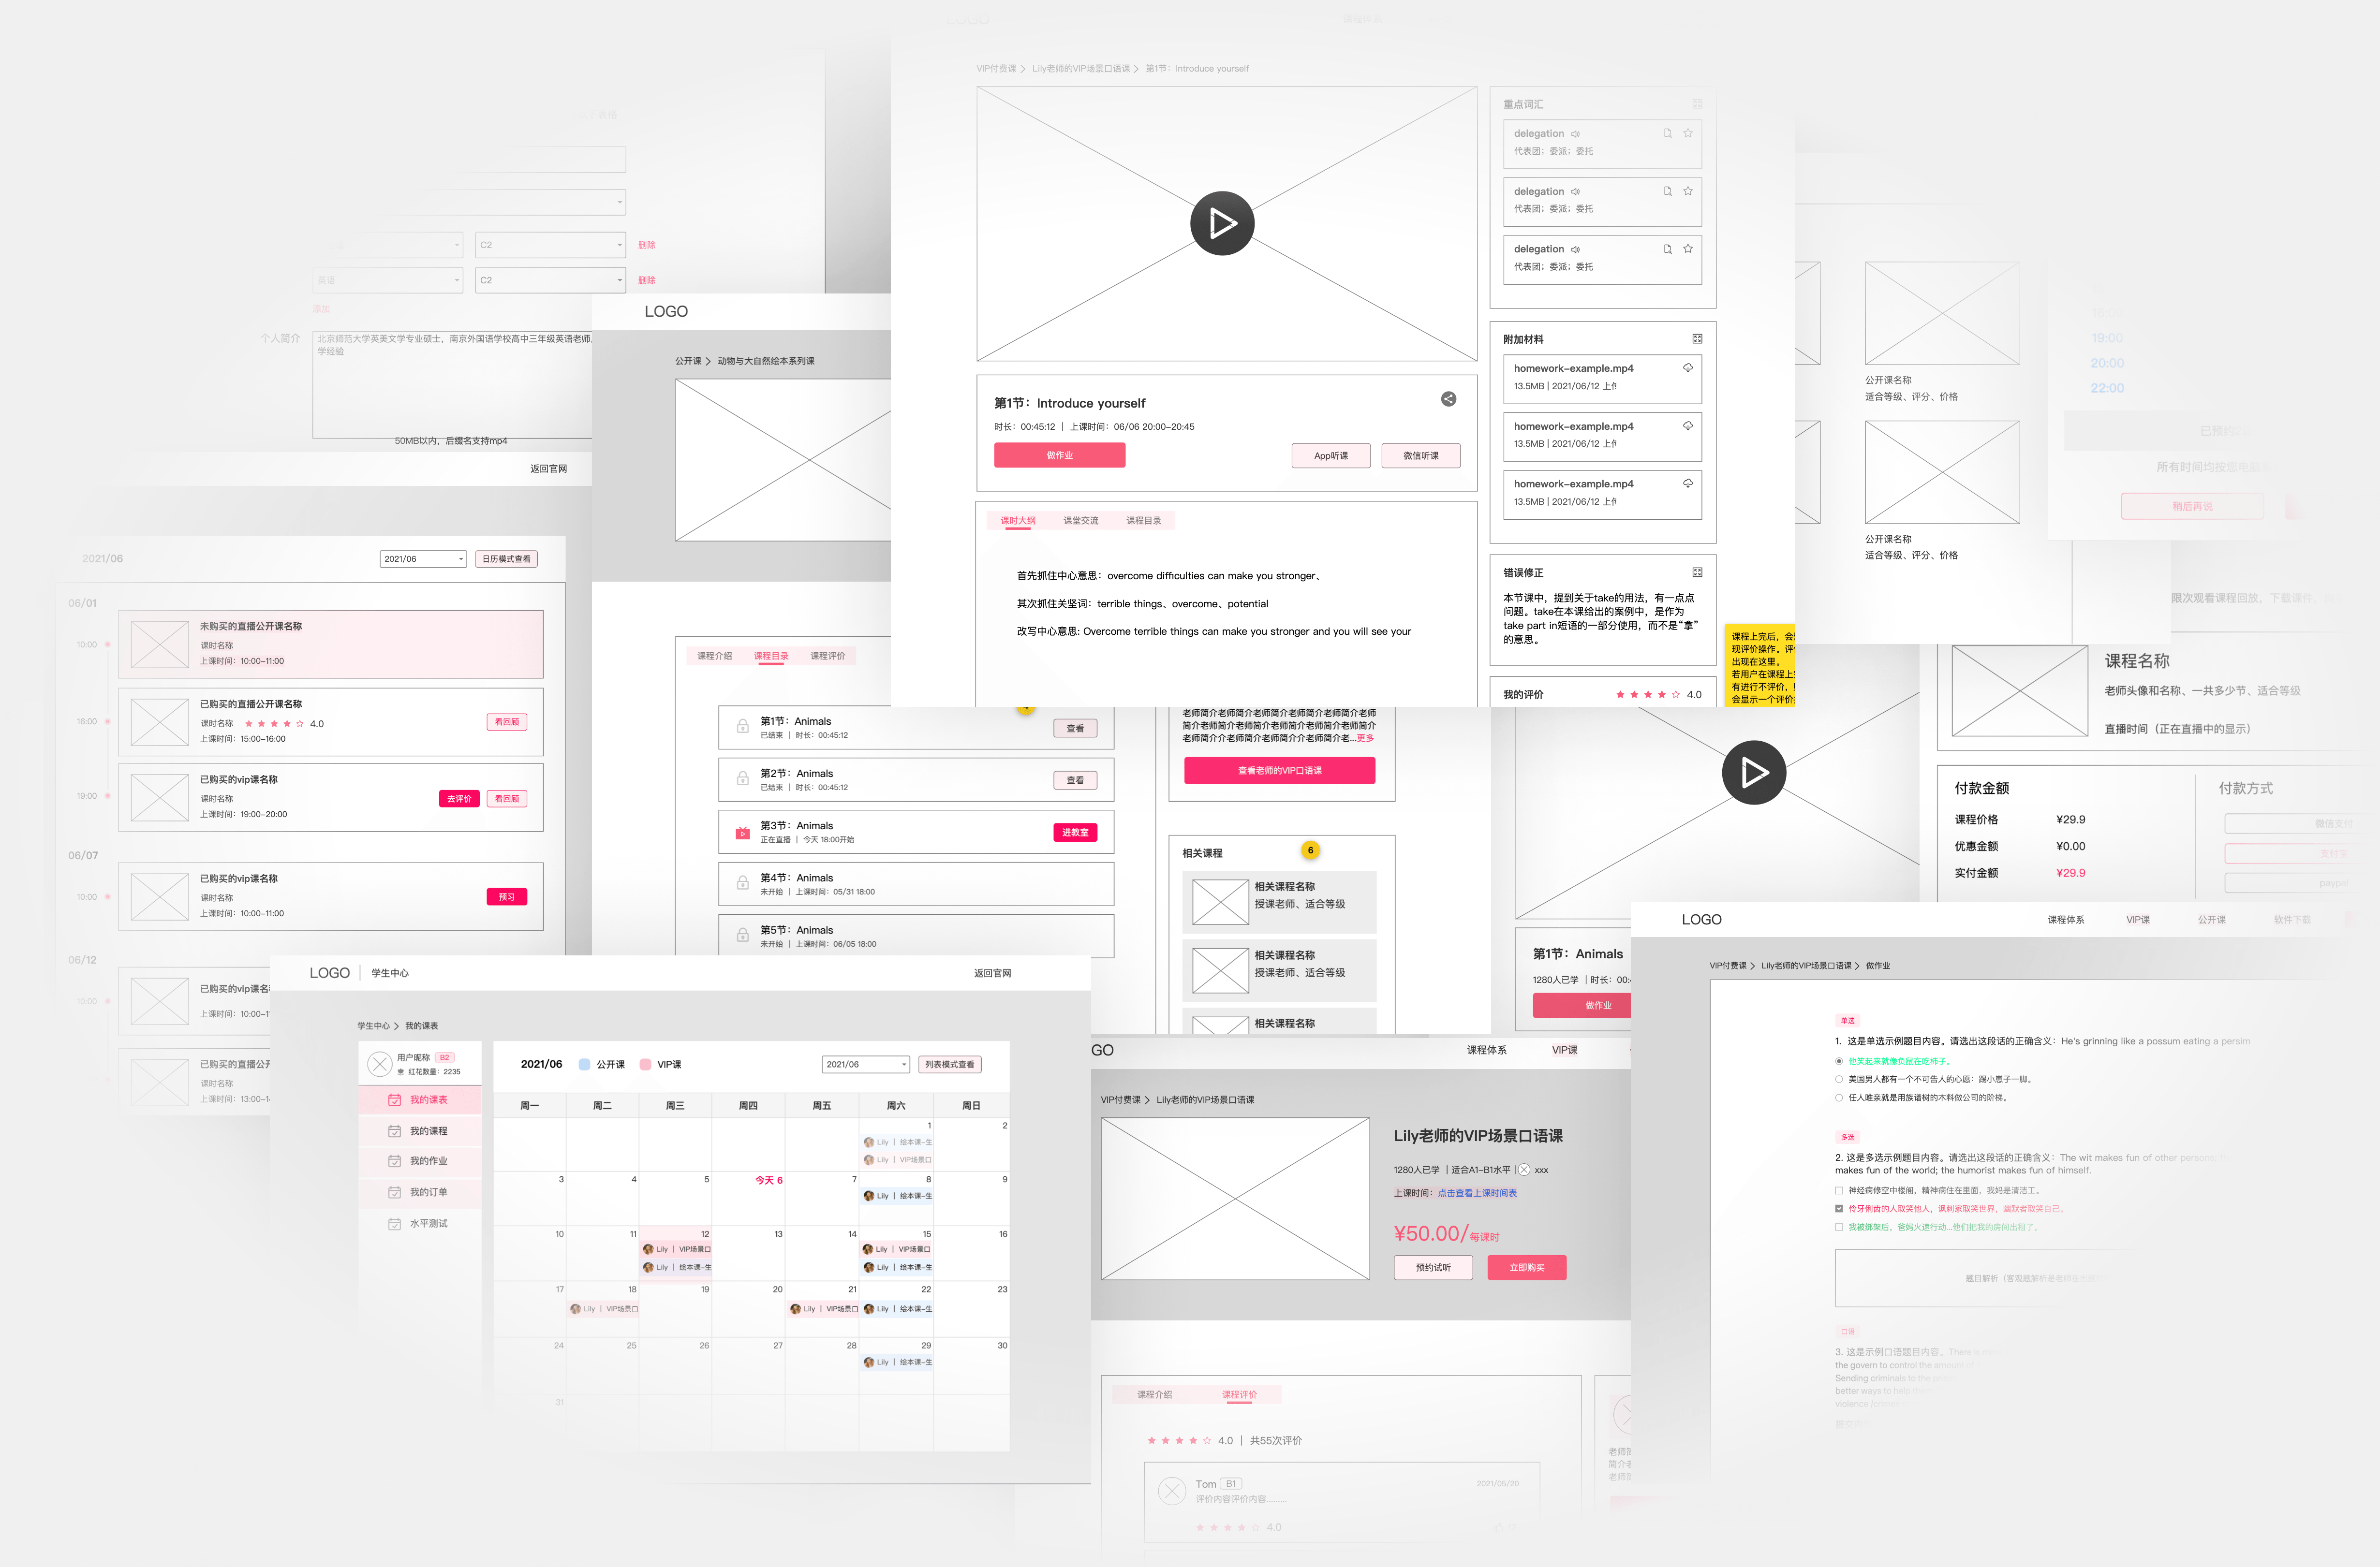 LOGO
课程体系
VIP付费课 > Lily老师的VIP场景口语课 > 第1节：Introduce yourself
重点词汇
delegation
代表团；委派；委托
delegation
代表团；委派；委托
delegation
代表团；委派；委托
附加材料
homework-example.mp4
13.5MB | 2021/06/12 上传
homework-example.mp4
13.5MB | 2021/06/12 上传
homework-example.mp4
13.5MB | 2021/06/12 上传
错误修正
本节课中，提到关于take的用法，有一点点
问题。take在本课给出的案例中，是作为
take part in短语的一部分使用，而不是“拿”
的意思。
我的评价 4.0
第1节：Introduce yourself
时长：00:45:12 | 上课时间：06/06 20:00-20:45
做作业
App听课
微信听课
课时大纲 课堂交流 课程目录
首先抓住中心意思：overcome difficulties can make you stronger、
其次抓关坚词：terrible things、overcome、potential
改写中心意思: Overcome terrible things can make you stronger and you will see your
课程上完后，会
现评价操作。评
出现在这里。
若用户在课程上
有进行不评价，
会显示一个评价
C2
删除
英语
C2
删除
添加
个人简介
北京师范大学英美文学专业硕士，南京外国语学校高中三年级英语老师，
学经验
50MB以内，后缀名支持mp4
返回官网
2021/06
2021/06
日历模式查看
06/01
10:00
未购买的直播公开课名称
课时名称
上课时间：10:00-11:00
16:00
已购买的直播公开课名称
课时名称 4.0
上课时间：15:00-16:00
看回顾
19:00
已购买的vip课名称
课时名称
上课时间：19:00-20:00
去评价
看回顾
06/07
10:00
已购买的vip课名称
课时名称
上课时间：10:00-11:00
预习
06/12
10:00
已购买的vip课名
上课时间：10:00-1
已购买的直播公开
课时名称
上课时间：13:00-1
LOGO
公开课 > 动物与大自然绘本系列课
课程介绍 课程目录 课程评价
第1节：Animals
已结束 | 时长：00:45:12
查看
第2节：Animals
已结束 | 时长：00:45:12
查看
第3节：Animals
正在直播 | 今天 18:00开始
进教室
第4节：Animals
未开始 | 上课时间：05/31 18:00
第5节：Animals
未开始 | 上课时间：06/05 18:00
老师简介老师简介老师简介老师简介老师简介老师
简介老师简介老师简介老师简介老师简介老师简介
老师简介介老师简介老师简介介老师简介老...更多
查看老师的VIP口语课
相关课程
6
相关课程名称
授课老师、适合等级
相关课程名称
授课老师、适合等级
相关课程名称
第1节：Animals
1280人已学 | 时长：00:
做作业
公开课名称
适合等级、评分、价格
公开课名称
适合等级、评分、价格
19:00
20:00
22:00
已预约
所有时间均按您电脑
稍后再说
限次观看课程回放，下载课件
课程名称
老师头像和名称、一共多少节、适合等级
直播时间（正在直播中的显示）
付款金额
课程价格 ¥29.9
优惠金额 ¥0.00
实付金额 ¥29.9
付款方式
微信支付
支付宝
paypal
LOGO | 学生中心
返回官网
学生中心 > 我的课表
用户昵称 B2
红花数量：2235
我的课表
我的课程
我的作业
我的订单
水平测试
2021/06 公开课 VIP课
2021/06
列表模式查看
周一 周二 周三 周四 周五 周六 周日
1 2
Lily | 绘本课-生
Lily | VIP场景口
3 4 5 今天 6 7 8 9
Lily | 绘本课-生
10 11 12 13 14 15 16
Lily | VIP场景口 Lily | VIP场景口
Lily | 绘本课-生 Lily | 绘本课-生
17 18 19 20 21 22 23
Lily | VIP场景口 Lily | VIP场景口 Lily | 绘本课-生
24 25 26 27 28 29 30
Lily | 绘本课-生
31
GO
课程体系 VIP课
VIP付费课 > Lily老师的VIP场景口语课
Lily老师的VIP场景口语课
1280人已学 | 适合A1-B1水平 | xxx
上课时间：点击查看上课时间表
¥50.00/每课时
预约试听
立即购买
课程介绍 课程评价
4.0 | 共55次评价
Tom B1
2021/05/20
评价内容评价内容........
4.0
老师简
简介老
老师简
LOGO
课程体系 VIP课 公开课 软件下载
VIP付费课 > Lily老师的VIP场景口语课 > 做作业
单选
1. 这是单选示例题目内容。请选出这段话的正确含义：He's grinning like a possum eating a persim
他笑起来就像负鼠在吃柿子。
美国男人都有一个不可告人的心愿：踢小崽子一脚。
任人唯亲就是用族谱树的木料做公司的阶梯。
多选
2. 这是多选示例题目内容。请选出这段话的正确含义：The wit makes fun of other persons
makes fun of the world; the humorist makes fun of himself.
神经病修空中楼阁，精神病住在里面，我妈是清洁工。
伶牙俐齿的人取笑他人，讽刺家取笑世界，幽默者取笑自己。
我被绑架后，爸妈火速行动...他们把我的房间出租了。
题目解析（客观题解析是老师在
口语
3. 这是示例口语题目内容。There is
the govern to control the amount
Sending criminals to the
better ways to help
violence